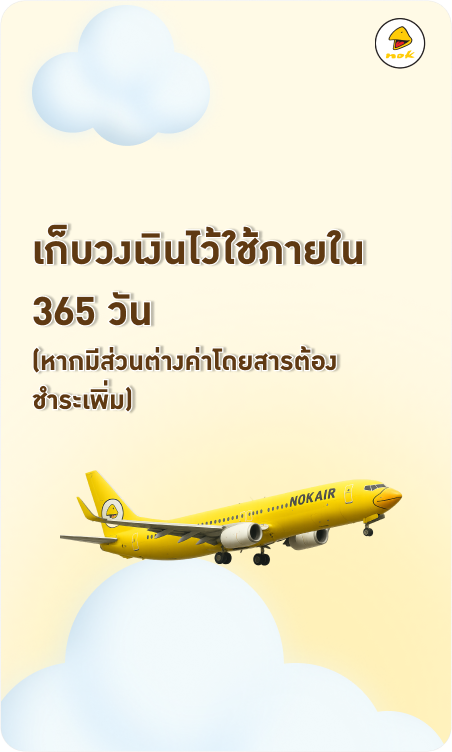 nok
เก็บวงเงินไว้ใช้ภายใน
365 วัน
(หากมีส่วนต่างค่าโดยสารต้อง
ชำระเพิ่ม)
NOKAIR